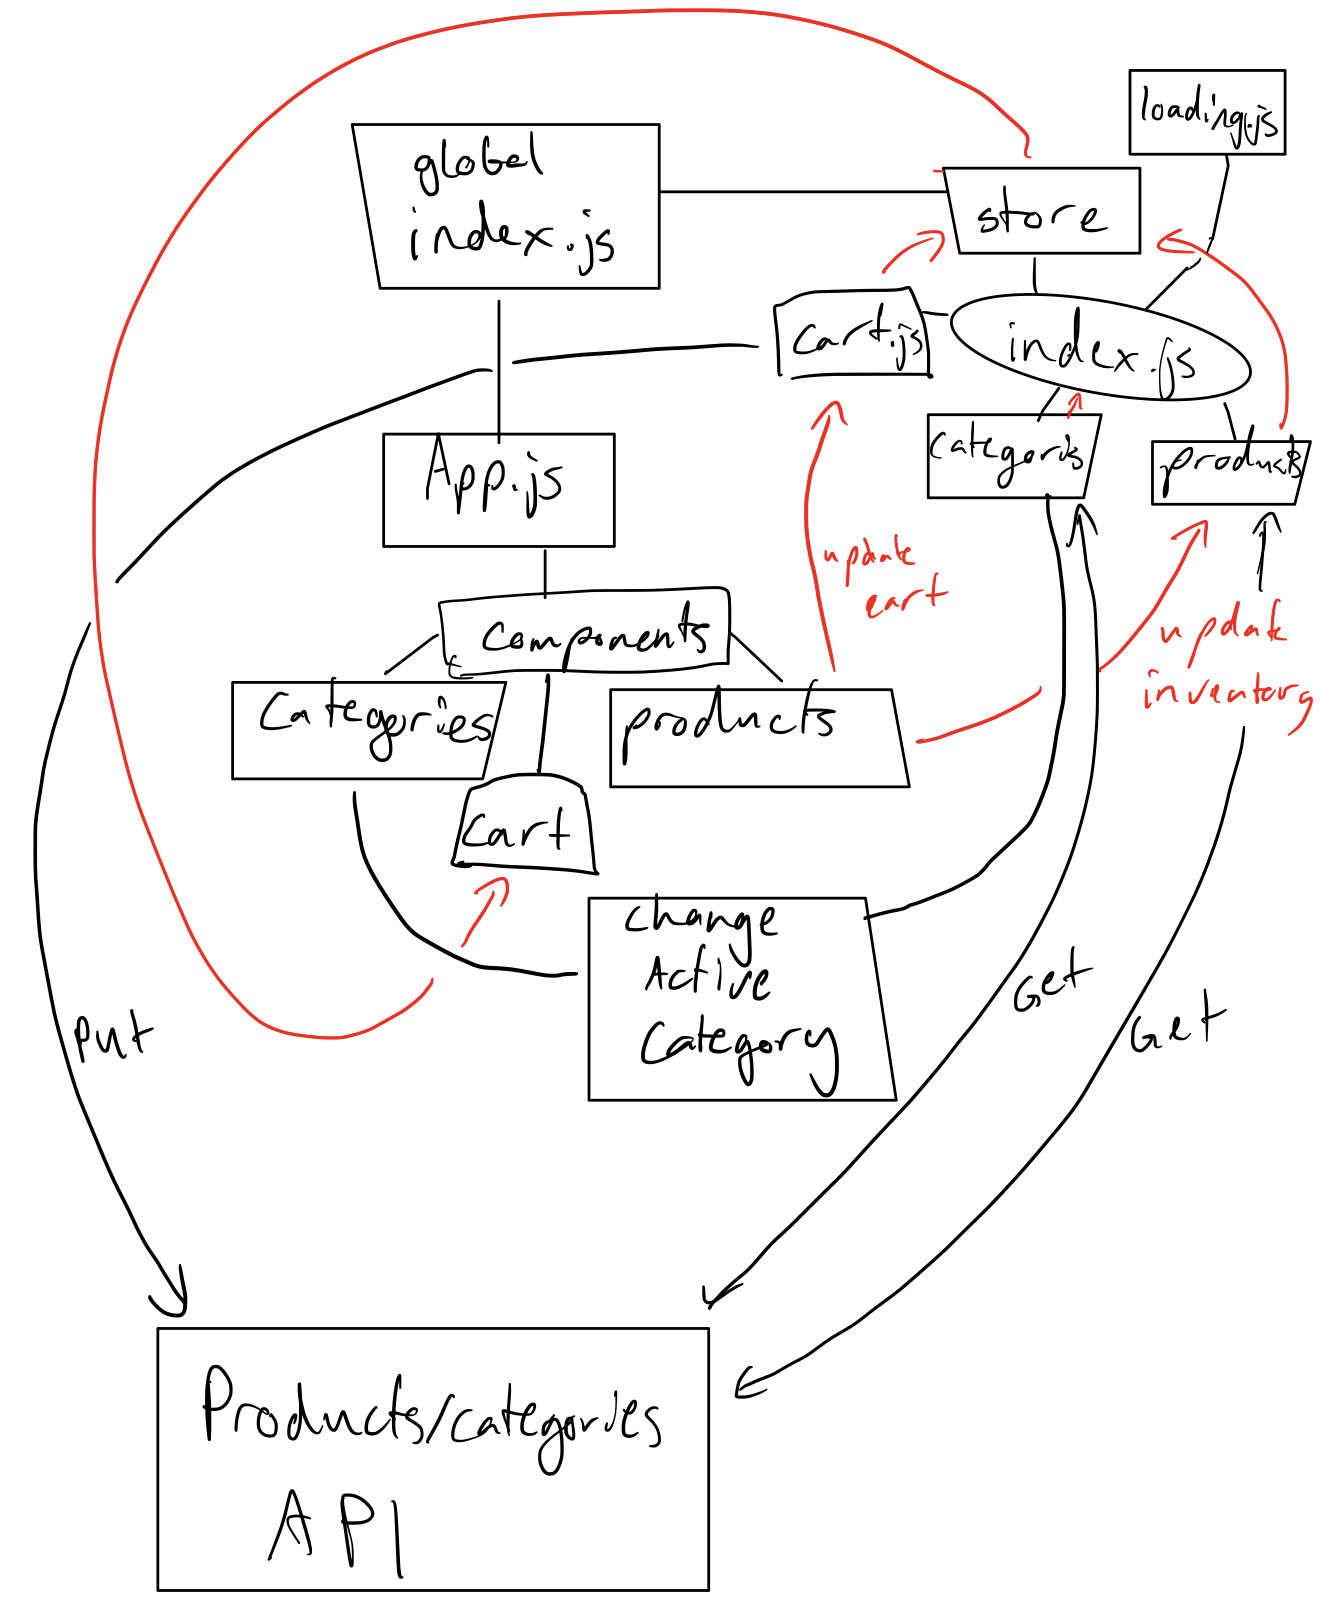 loading.js
global
index.js
store
cart.js
index.js
categoris
products
App.js
update
cart
update
inventory
components
Categories
products
cart
change
Active
Category
GET
GET
PUT
Products/categories
API